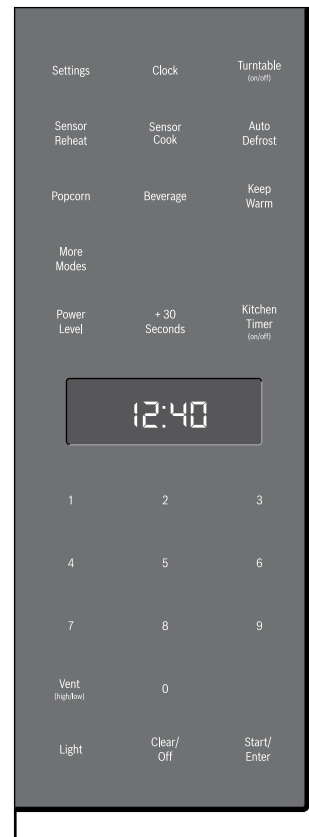 Settings
Clock
Turntable
(on/off)
Sensor
Reheat
Sensor
Cook
Auto
Defrost
Popcorn
Beverage
Keep
Warm
More
Modes
Power
Level
+ 30
Seconds
Kitchen
Timer
(on/off)
12:40
1
2
3
4
5
6
7
8
9
Vent
(high/low)
0
Light
Clear/
Off
Start/
Enter